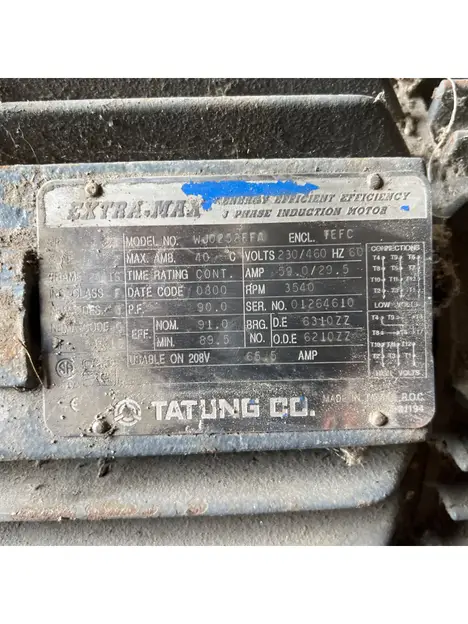 EXTRA-MAX ENERGY EFFICIENT EFFICIENCY
3 PHASE INDUCTION MOTOR
MODEL NO. ENCL. TEFC
MAX. AMB. 40 °C VOLTS 230/460 HZ 60
TIME RATING CONT. AMP 59.0/29.5
CLASS F DATE CODE 0800 RPM 3540
P.F. 90.0 SER. NO. 01264610
EFF. NOM. 91.0 BRG. D.E 6310ZZ
MIN. 89.5 NO. O.D.E 6210ZZ
USABLE ON 208V 65.5 AMP
CONNECTIONS
LOW VOLTS
VOLTS
TATUNG CO.
MADE IN R.O.C.